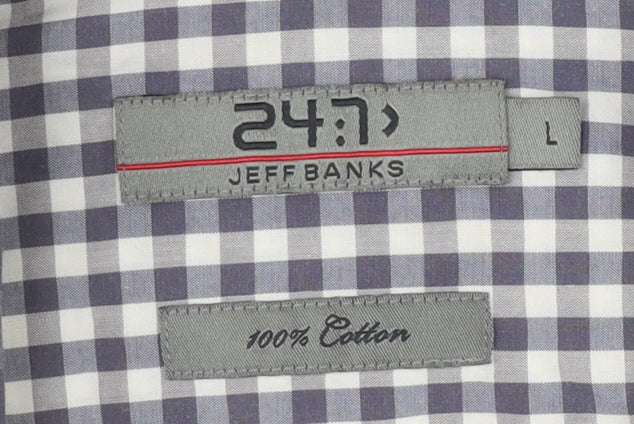 24:7>
JEFF BANKS
L
100% Cotton